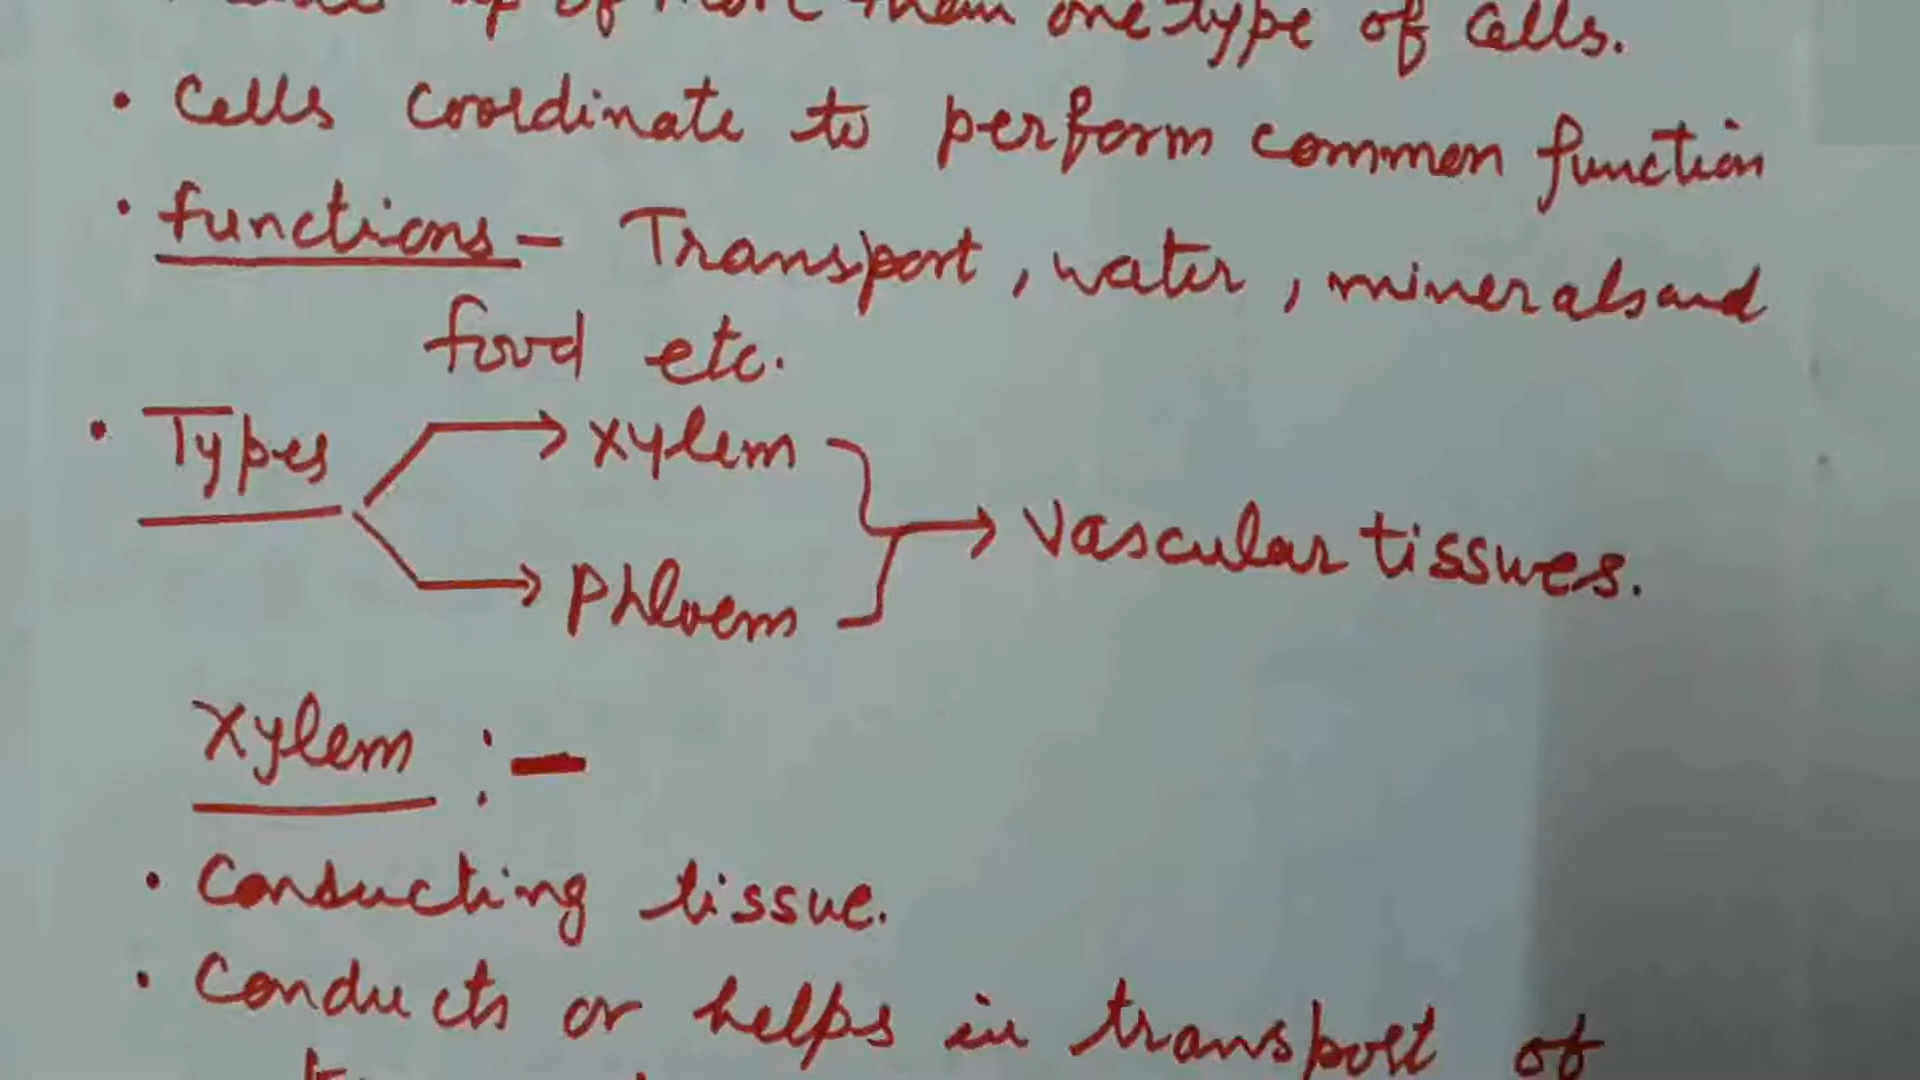 up of more than one type of cells.
• Cells coordinate to perform common function
• functions - Transport, water, minerals and
food etc.
• Types → xylem
→ Phloem
→ Vascular tissues.
Xylem :-
• Conducting tissue.
• Conducts or helps in transport of